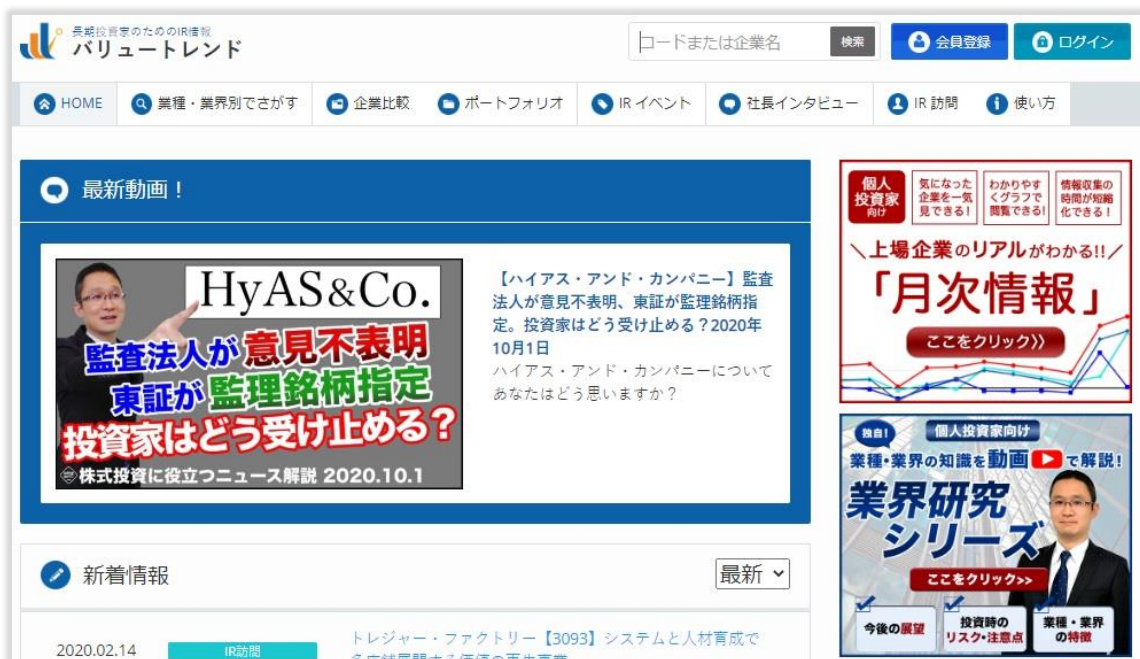 長期投資家のためのIR情報
バリュートレンド
コードまたは企業名
検索
会員登録
ログイン
HOME
業種・業界別でさがす
企業比較
ポートフォリオ
IR イベント
社長インタビュー
IR 訪問
使い方
最新動画！
HyAS&Co.
監査法人が意見不表明
東証が監理銘柄指定
投資家はどう受け止める？
株式投資に役立つニュース解説 2020.10.1
【ハイアス・アンド・カンパニー】監査
法人が意見不表明、東証が監理銘柄指
定。投資家はどう受け止める？2020年
10月1日
ハイアス・アンド・カンパニーについて
あなたはどう思いますか？
個人
投資家
向け
気になった
企業を一気
見できる！
わかりやす
くグラフで
閲覧できる!
情報収集の
時間が短縮
化できる！
＼上場企業のリアルがわかる!!／
「月次情報」
ここをクリック》
独自!
個人投資家向け
業種・業界の知識を動画で解説!
業界研究
シリーズ
ここをクリック>>
今後の展望
投資時の
リスク・注意点
業種・業界
の特徴
新着情報
最新
2020.02.14
IR訪問
トレジャー・ファクトリー【3093】システムと人材育成で
多店舗展開する価値の再生事業